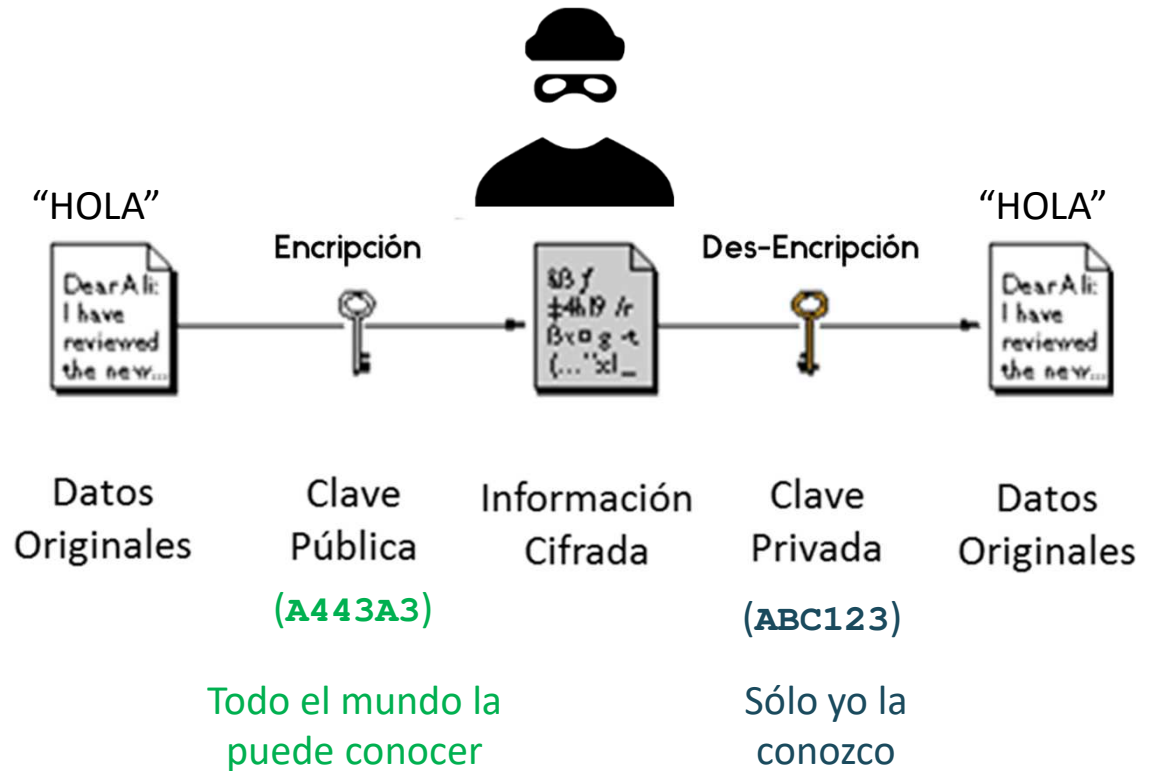 “HOLA”
“HOLA”
Encripción
Des-Encripción
Dear Ali:
I have
reviewed
the new...
Dear Ali:
I have
reviewed
the new...
Datos
Originales
Clave
Pública
(A443A3)
Todo el mundo la
puede conocer
Información
Cifrada
Clave
Privada
(ABC123)
Sólo yo la
conozco
Datos
Originales